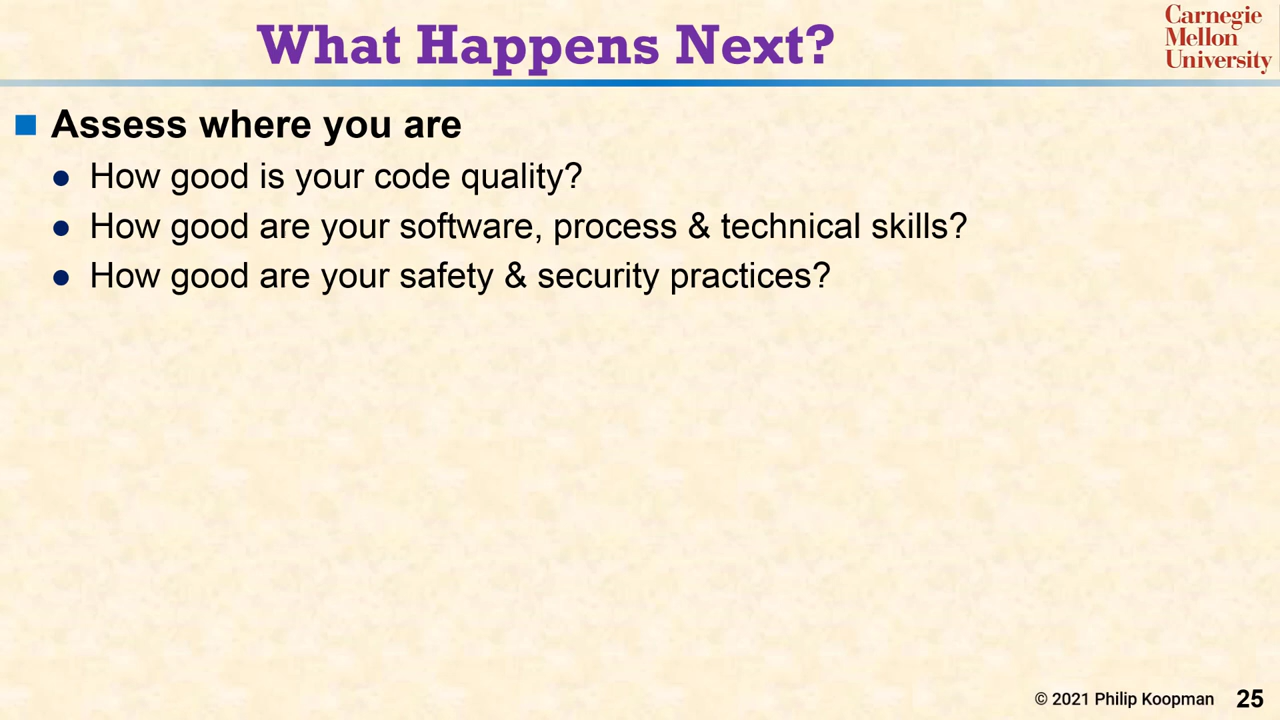 What Happens Next?
Carnegie
Mellon
University
Assess where you are
How good is your code quality?
How good are your software, process & technical skills?
How good are your safety & security practices?
© 2021 Philip Koopman 25